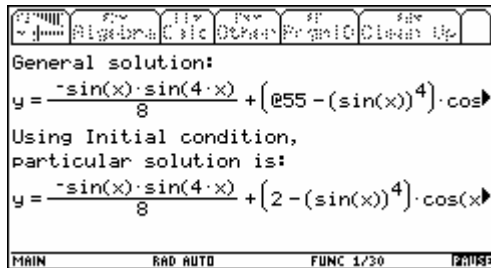 F1 F2 F3 F4 F5 F6
Algebra Calc Other PrgmIO Clean Up
General solution:
y = -sin(x)·sin(4·x)/8 + (@55 - (sin(x))^4)·cos▶
Using Initial condition,
particular solution is:
y = -sin(x)·sin(4·x)/8 + (2 - (sin(x))^4)·cos(x▶
MAIN RAD AUTO FUNC 1/30 PAUSE